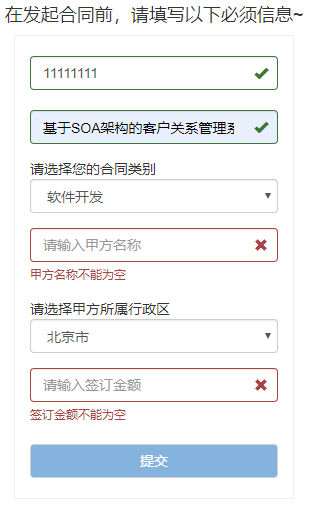 在发起合同前，请填写以下必须信息~
11111111
基于SOA架构的客户关系管理系
请选择您的合同类别
软件开发
请输入甲方名称
甲方名称不能为空
请选择甲方所属行政区
北京市
请输入签订金额
签订金额不能为空
提交